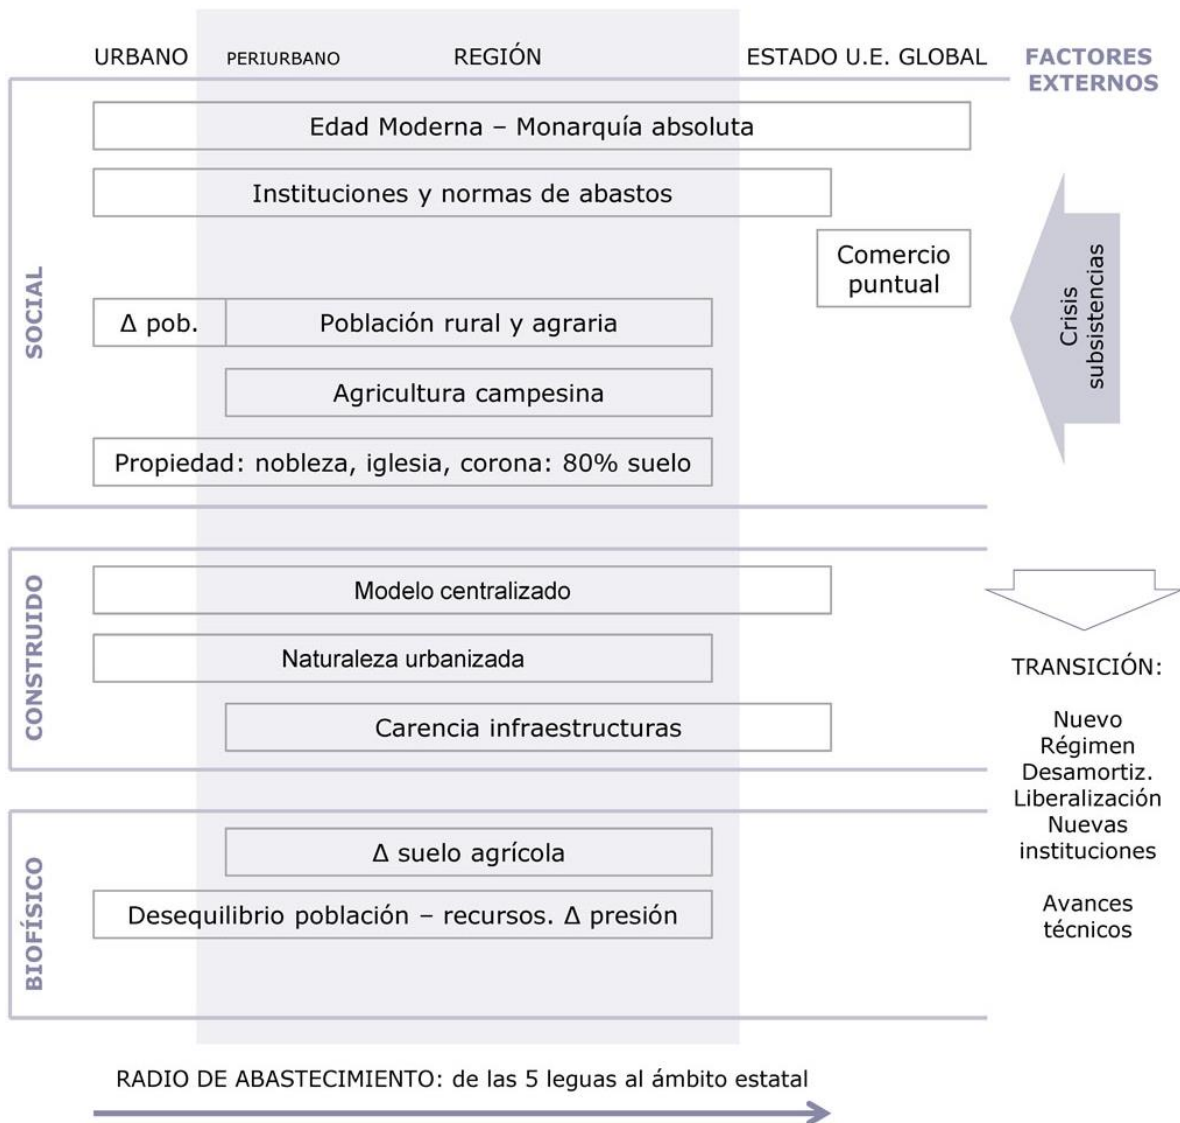 URBANO PERIURBANO REGIÓN ESTADO U.E. GLOBAL FACTORES
EXTERNOS
SOCIAL
Edad Moderna – Monarquía absoluta
Instituciones y normas de abastos
Comercio
puntual
Δ pob. Población rural y agraria
Agricultura campesina
Propiedad: nobleza, iglesia, corona: 80% suelo
Crisis
subsistencias
CONSTRUIDO
Modelo centralizado
Naturaleza urbanizada
Carencia infraestructuras
BIOFÍSICO
Δ suelo agrícola
Desequilibrio población – recursos. Δ presión
TRANSICIÓN:
Nuevo
Régimen
Desamortiz.
Liberalización
Nuevas
instituciones
Avances
técnicos
RADIO DE ABASTECIMIENTO: de las 5 leguas al ámbito estatal